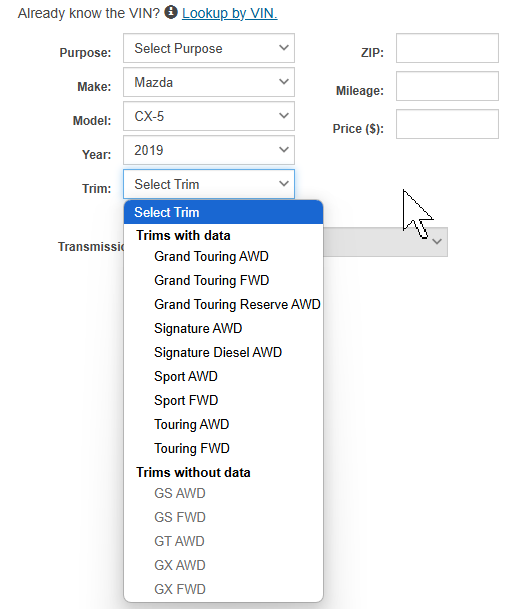 Already know the VIN? Lookup by VIN.
Purpose: Select Purpose ZIP:
Make: Mazda Mileage:
Model: CX-5 Price ($):
Year: 2019
Trim: Select Trim
Select Trim
Trims with data
Transmissio
Grand Touring AWD
Grand Touring FWD
Grand Touring Reserve AWD
Signature AWD
Signature Diesel AWD
Sport AWD
Sport FWD
Touring AWD
Touring FWD
Trims without data
GS AWD
GS FWD
GT AWD
GX AWD
GX FWD